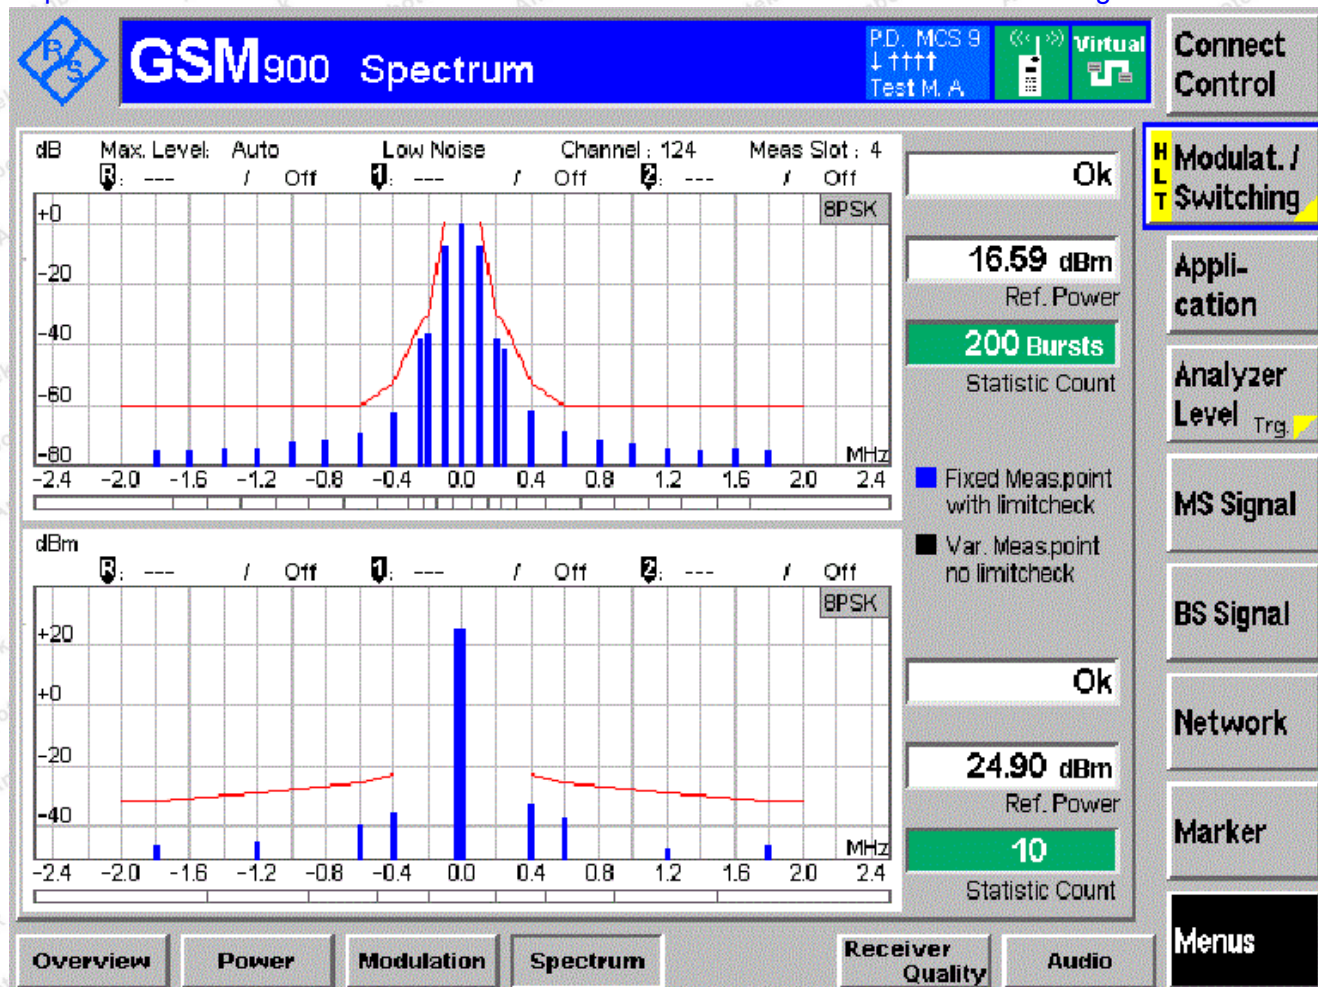 R/S
GSM900 Spectrum
P.D. MCS 9
↓↑↑↑↑
Test M. A
Virtual
Connect
Control
dB Max. Level: Auto Low Noise Channel : 124 Meas Slot : 4
R: --- / Off 1: --- / Off 2: --- / Off
8PSK
+0
-20
-40
-60
-80
MHz
-2.4 -2.0 -1.6 -1.2 -0.8 -0.4 0.0 0.4 0.8 1.2 1.6 2.0 2.4
Ok
16.59 dBm
Ref. Power
200 Bursts
Statistic Count
Fixed Meas.point
with limitcheck
Var. Meas.point
no limitcheck
dBm
R: --- / Off 1: --- / Off 2: --- / Off
8PSK
+20
+0
-20
-40
MHz
-2.4 -2.0 -1.6 -1.2 -0.8 -0.4 0.0 0.4 0.8 1.2 1.6 2.0 2.4
Ok
24.90 dBm
Ref. Power
10
Statistic Count
HLT
Modulat. /
Switching
Appli-
cation
Analyzer
Level Trg.
MS Signal
BS Signal
Network
Marker
Menus
Overview Power Modulation Spectrum Receiver Quality Audio